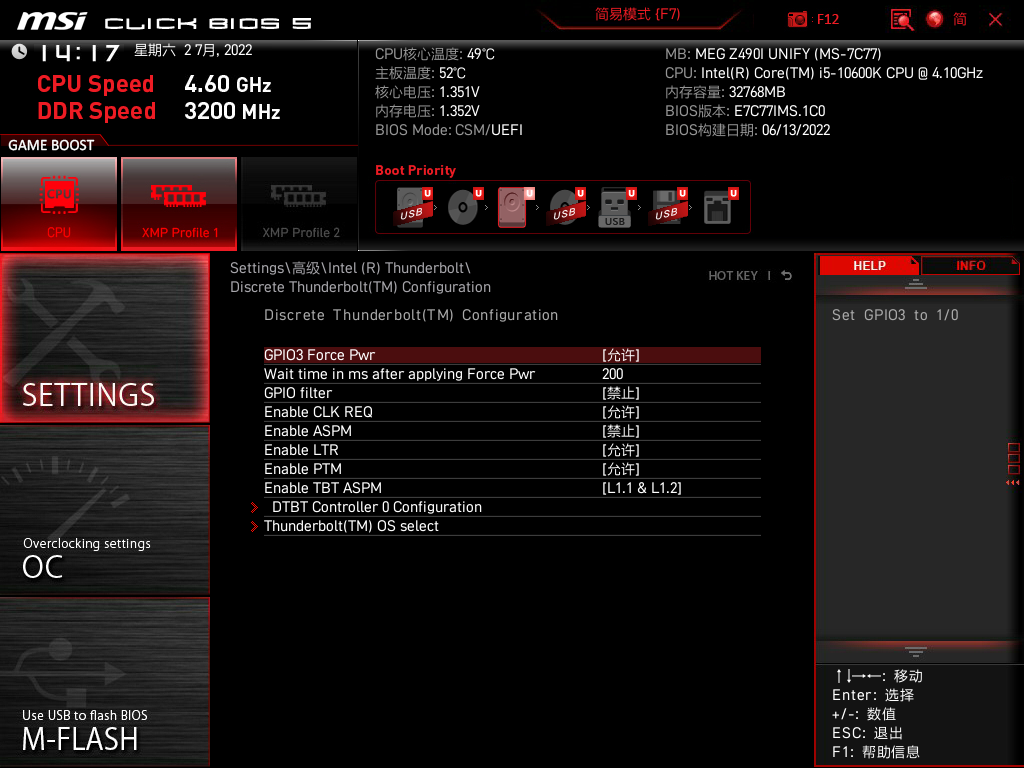 msi CLICK BIOS 5
简易模式 (F7)
: F12
简
14:17 星期六 2 7月, 2022
CPU Speed 4.60 GHz
DDR Speed 3200 MHz
CPU核心温度: 49°C
主板温度: 52°C
核心电压: 1.351V
内存电压: 1.352V
BIOS Mode: CSM/UEFI
MB: MEG Z490I UNIFY (MS-7C77)
CPU: Intel(R) Core(TM) i5-10600K CPU @ 4.10GHz
内存容量: 32768MB
BIOS版本: E7C77IMS.1C0
BIOS构建日期: 06/13/2022
GAME BOOST
CPU
CPU
XMP Profile 1
XMP Profile 2
Boot Priority
U U U U U U U
USB USB USB USB
SETTINGS
Overclocking settings
OC
Use USB to flash BIOS
M-FLASH
Settings\高级\Intel (R) Thunderbolt\
Discrete Thunderbolt(TM) Configuration
HOT KEY |
Discrete Thunderbolt(TM) Configuration
GPIO3 Force Pwr [允许]
Wait time in ms after applying Force Pwr 200
GPIO filter [禁止]
Enable CLK REQ [允许]
Enable ASPM [禁止]
Enable LTR [允许]
Enable PTM [允许]
Enable TBT ASPM [L1.1 & L1.2]
DTBT Controller 0 Configuration
Thunderbolt(TM) OS select
HELP INFO
Set GPIO3 to 1/0
↑↓→←: 移动
Enter: 选择
+/-: 数值
ESC: 退出
F1: 帮助信息